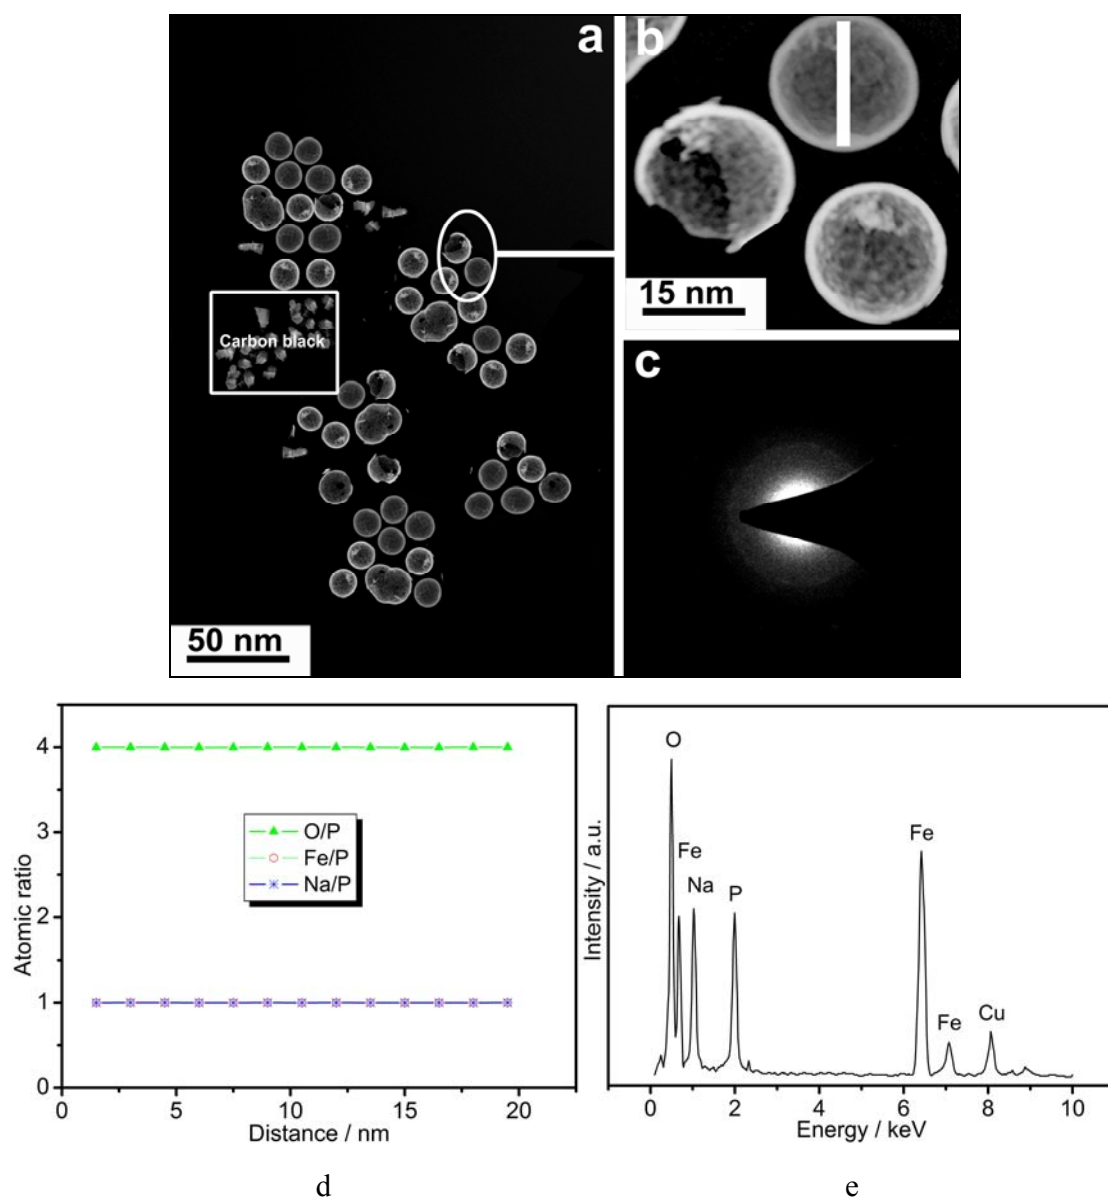 a
b
Carbon black
15 nm
c
50 nm
4
3
2
1
0
Atomic ratio
O/P
Fe/P
Na/P
0 5 10 15 20
Distance / nm
Intensity / a.u.
O
Fe
Na
P
Fe
Fe
Cu
0 2 4 6 8 10
Energy / keV
d e